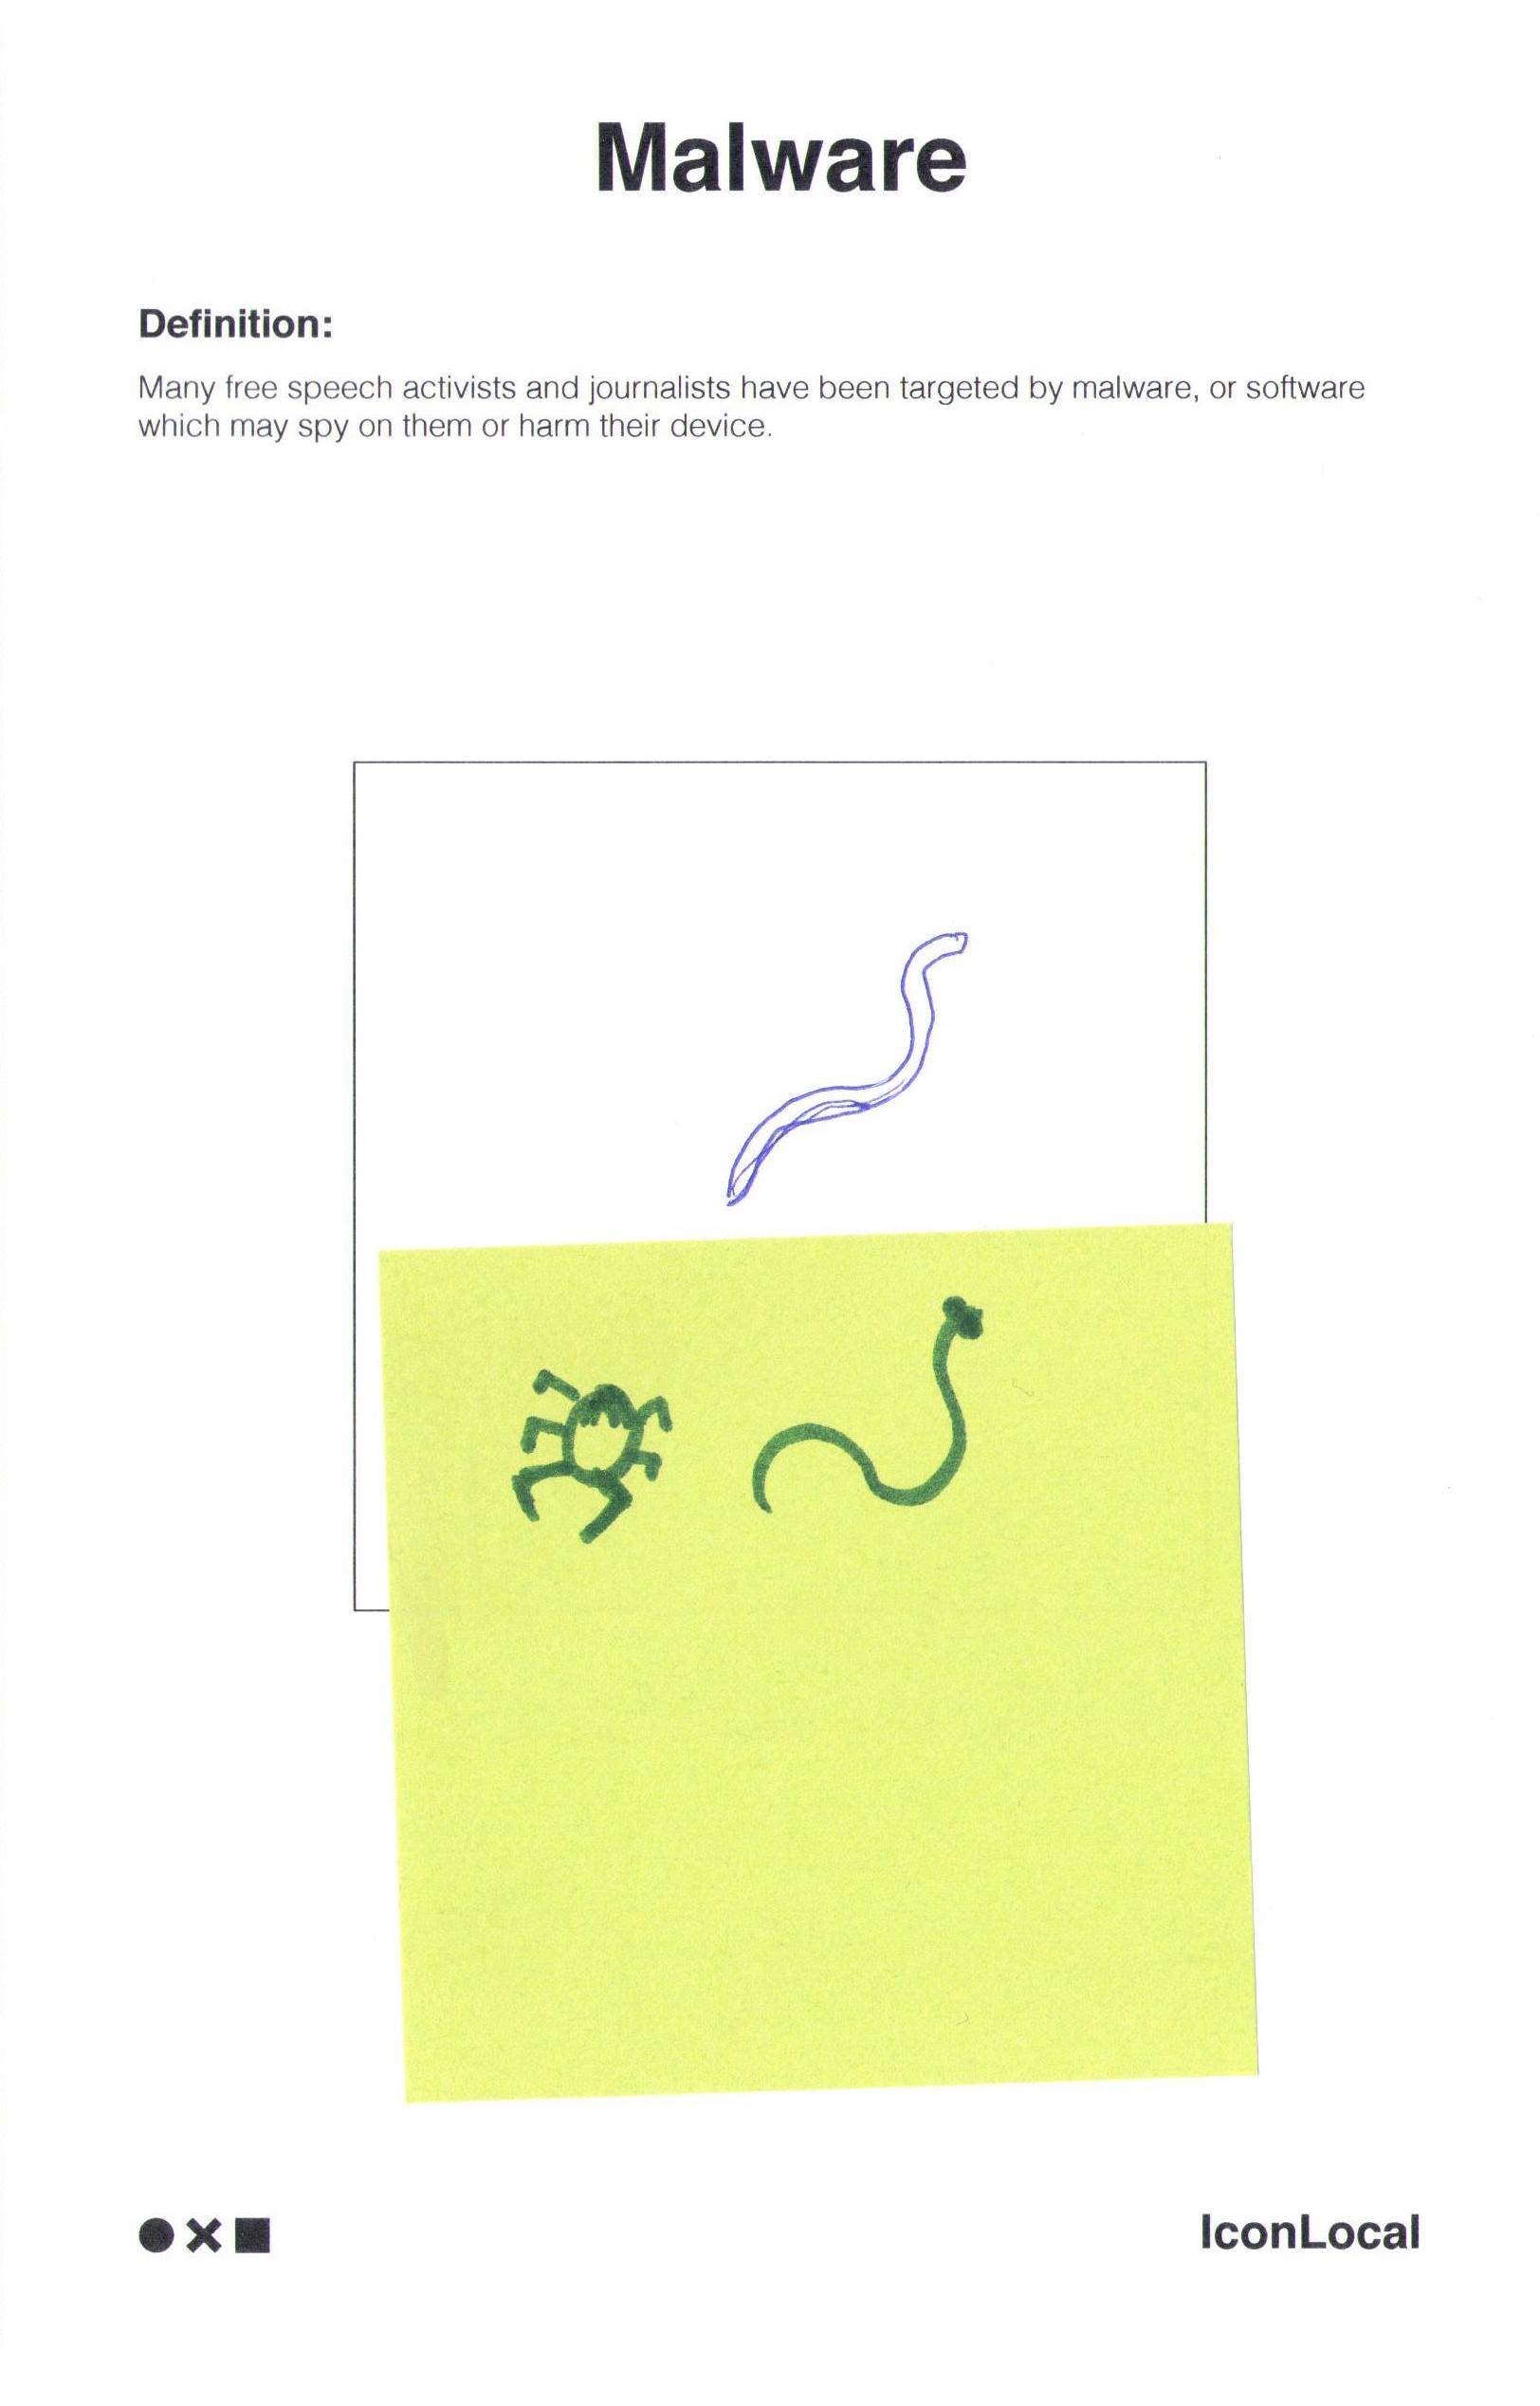 Malware
Definition:
Many free speech activists and journalists have been targeted by malware, or software
which may spy on them or harm their device.
IconLocal